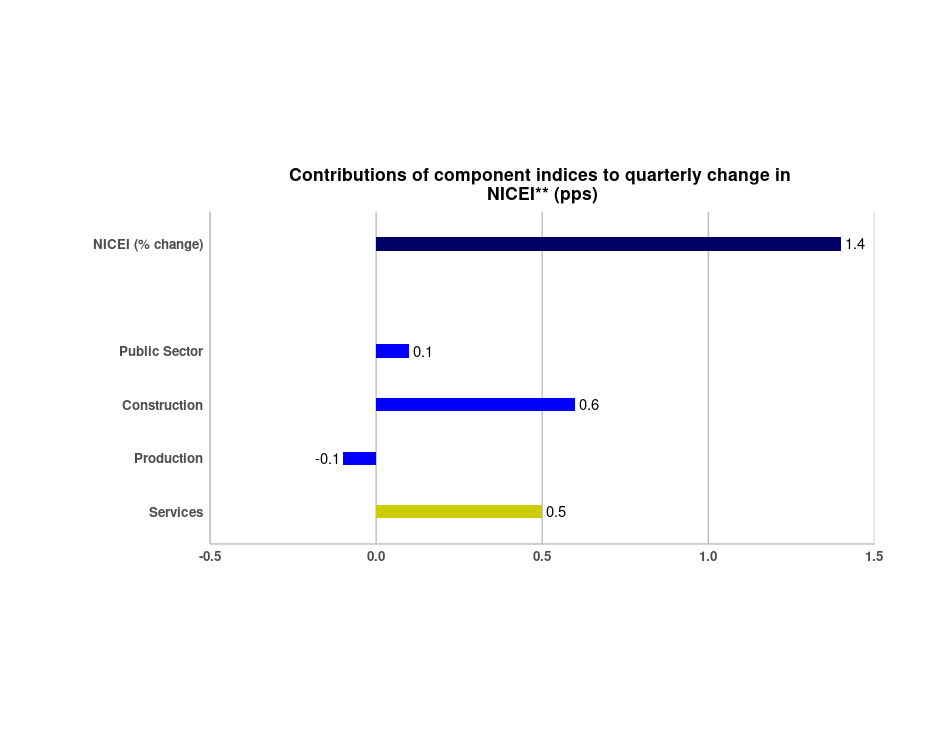 Contributions of component indices to quarterly change in
NICEI** (pps)
NICEI (% change)
1.4
Public Sector
0.1
Construction
0.6
Production
-0.1
Services
0.5
-0.5
0.0
0.5
1.0
1.5